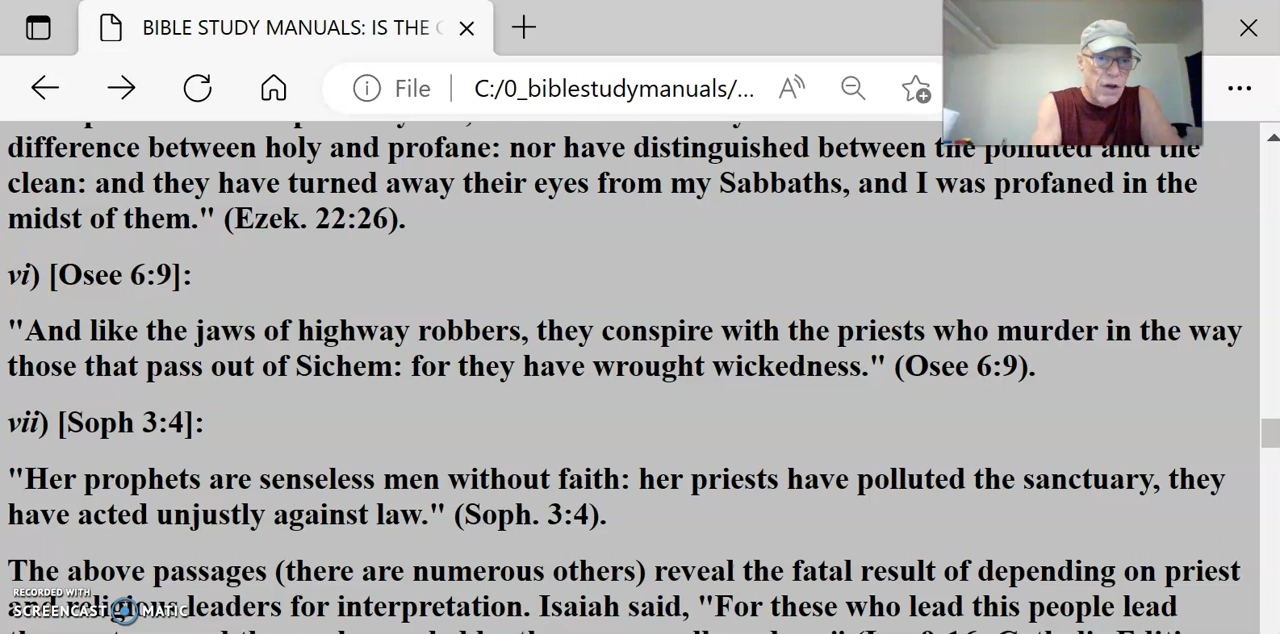 BIBLE STUDY MANUALS: IS THE
File
C:/0_biblestudymanuals/...
difference between holy and profane: nor have distinguished between the polluted and the
clean: and they have turned away their eyes from my Sabbaths, and I was profaned in the
midst of them." (Ezek. 22:26).
vi) [Osee 6:9]:
"And like the jaws of highway robbers, they conspire with the priests who murder in the way
those that pass out of Sichem: for they have wrought wickedness." (Osee 6:9).
vii) [Soph 3:4]:
"Her prophets are senseless men without faith: her priests have polluted the sanctuary, they
have acted unjustly against law." (Soph. 3:4).
The above passages (there are numerous others) reveal the fatal result of depending on priest
leaders for interpretation. Isaiah said, "For these who lead this people lead
RECORDED WITH
SCREENCAST MATIC